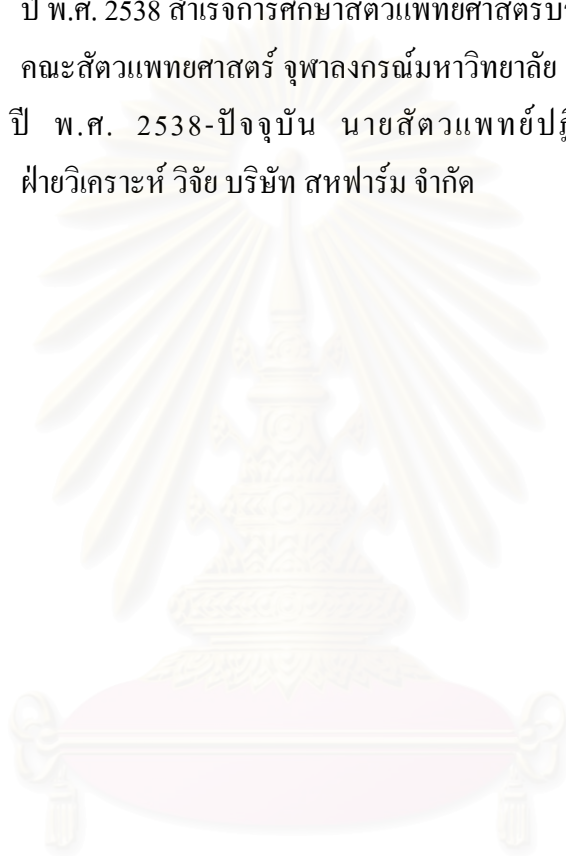 ปี พ.ศ. 2538 สำเร็จการศึกษาสัตวแพทยศาสตร
คณะสัตวแพทยศาสตร์ จุฬาลงกรณ์มหาวิทยาลัย
ปี พ.ศ. 2538-ปัจจุบัน นายสัตวแพทย์
ฝ่ายวิเคราะห์ วิจัย บริษัท สหฟาร์ม จำกัด